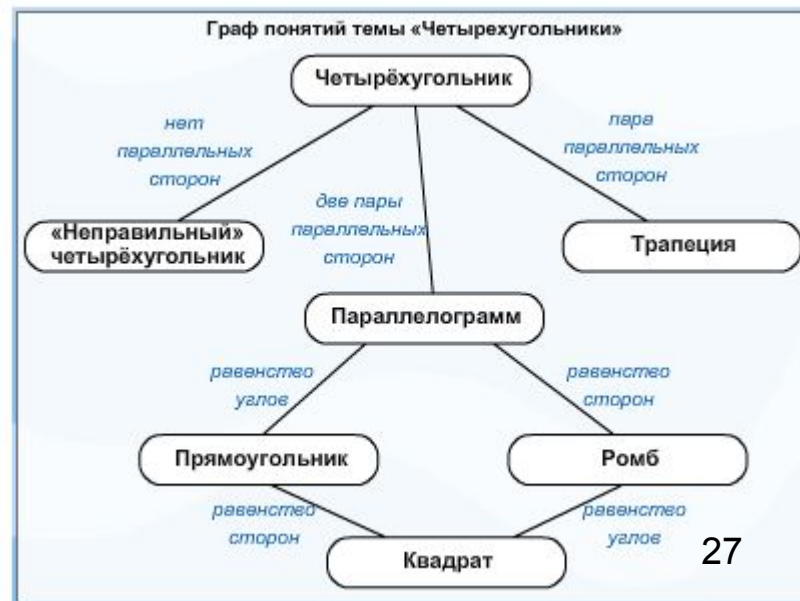 Граф понятий темы «Четырехугольники»
Четырёхугольник
нет
параллельных
сторон
две пары
параллельных
сторон
пара
параллельных
сторон
«Неправильный»
четырёхугольник
Трапеция
Параллелограмм
равенство
углов
равенство
сторон
Прямоугольник
Ромб
равенство
сторон
равенство
углов
Квадрат
27